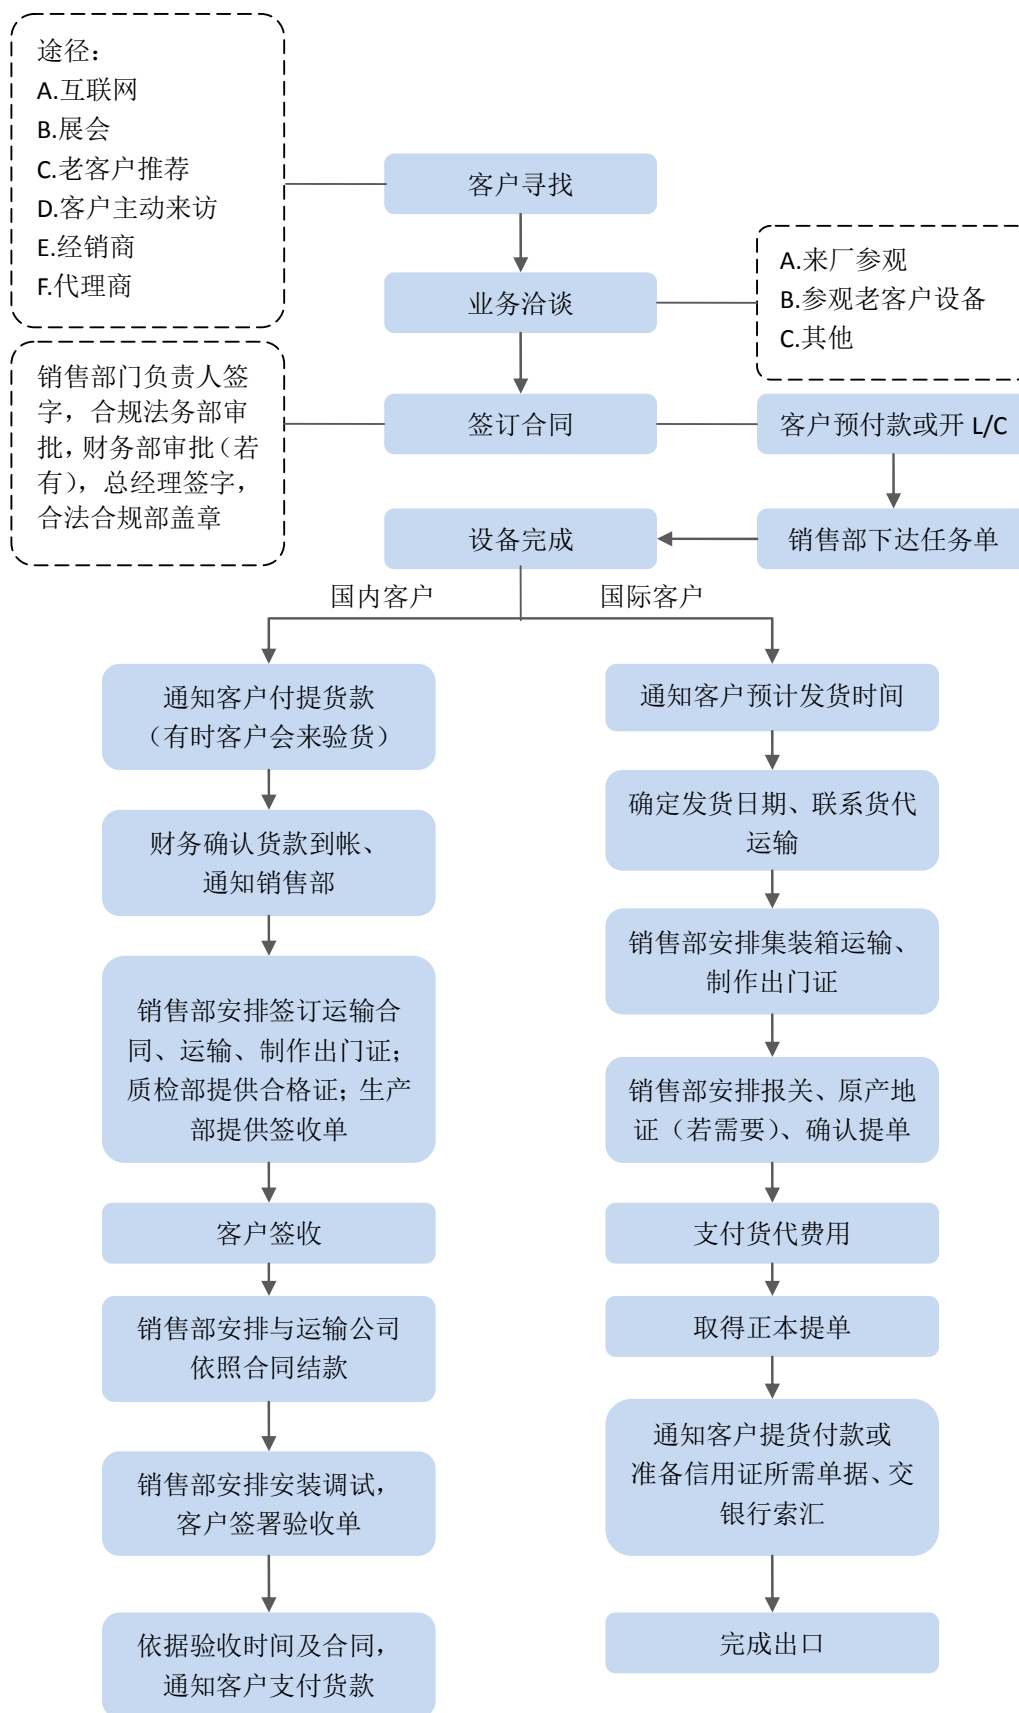 途径：
A.互联网
B.展会
C.老客户推荐
D.客户主动来访
E.经销商
F.代理商
客户寻找
业务洽谈
A.来厂参观
B.参观老客户设备
C.其他
销售部门负责人签
字，合规法务部审
批，财务部审批（若
有），总经理签字，
合法合规部盖章
签订合同
客户预付款或开 L/C
设备完成
销售部下达任务单
国内客户
国际客户
通知客户付提货款
（有时客户会来验货）
财务确认货款到帐、
通知销售部
销售部安排签订运输合
同、运输、制作出门证；
质检部提供合格证；生产
部提供签收单
客户签收
销售部安排与运输公司
依照合同结款
销售部安排安装调试，
客户签署验收单
依据验收时间及合同，
通知客户支付货款
通知客户预计发货时间
确定发货日期、联系货代
运输
销售部安排集装箱运输、
制作出门证
销售部安排报关、原产地
证（若需要）、确认提单
支付货代费用
取得正本提单
通知客户提货付款或
准备信用证所需单据、交
银行索汇
完成出口